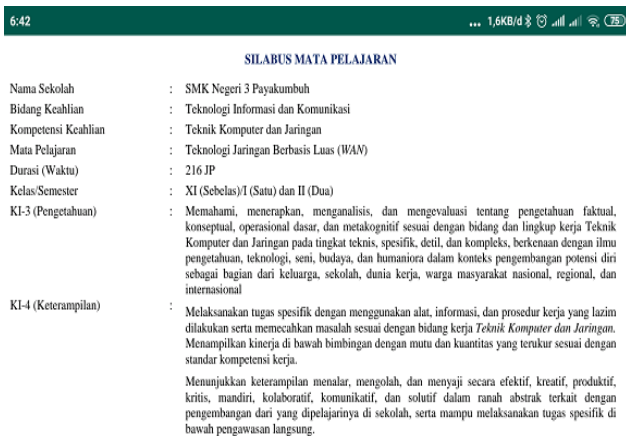 6:42 ... 1,6KB/d 75
SILABUS MATA PELAJARAN
Nama Sekolah : SMK Negeri 3 Payakumbuh
Bidang Keahlian : Teknologi Informasi dan Komunikasi
Kompetensi Keahlian : Teknik Komputer dan Jaringan
Mata Pelajaran : Teknologi Jaringan Berbasis Luas (WAN)
Durasi (Waktu) : 216 JP
Kelas/Semester : XI (Sebelas)/I (Satu) dan II (Dua)
KI-3 (Pengetahuan) : Memahami, menerapkan, menganalisis, dan mengevaluasi tentang pengetahuan faktual,
konseptual, operasional dasar, dan metakognitif sesuai dengan bidang dan lingkup kerja Teknik
Komputer dan Jaringan pada tingkat teknis, spesifik, detil, dan kompleks, berkenaan dengan ilmu
pengetahuan, teknologi, seni, budaya, dan humaniora dalam konteks pengembangan potensi diri
sebagai bagian dari keluarga, sekolah, dunia kerja, warga masyarakat nasional, regional, dan
internasional
KI-4 (Keterampilan) : Melaksanakan tugas spesifik dengan menggunakan alat, informasi, dan prosedur kerja yang lazim
dilakukan serta memecahkan masalah sesuai dengan bidang kerja Teknik Komputer dan Jaringan.
Menampilkan kinerja di bawah bimbingan dengan mutu dan kuantitas yang terukur sesuai dengan
standar kompetensi kerja.
Menunjukkan keterampilan menalar, mengolah, dan menyaji secara efektif, kreatif, produktif,
kritis, mandiri, kolaboratif, komunikatif, dan solutif dalam ranah abstrak terkait dengan
pengembangan dari yang dipelajarinya di sekolah, serta mampu melaksanakan tugas spesifik di
bawah pengawasan langsung.